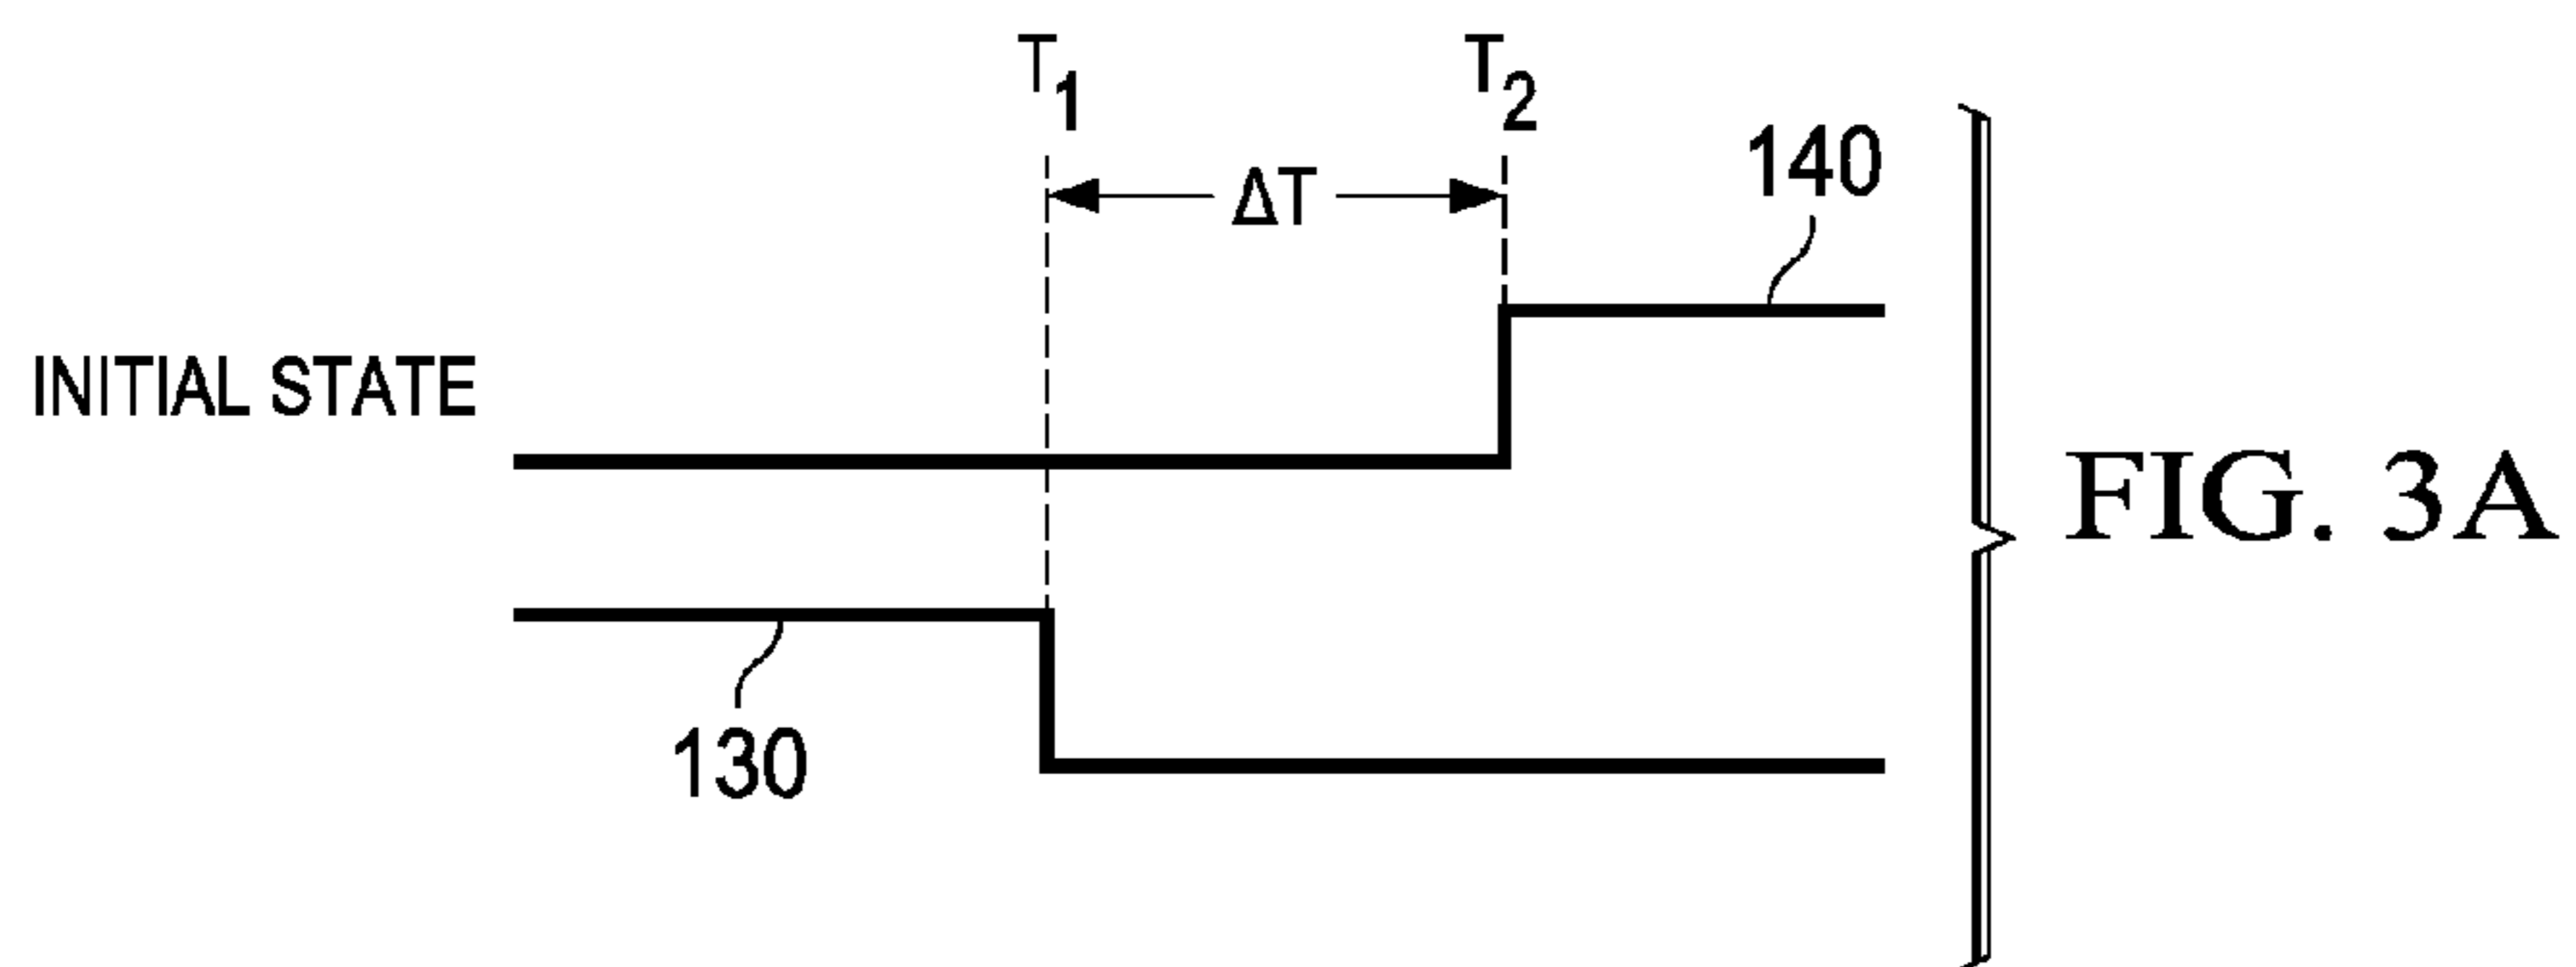 T1
T2
ΔT
140
INITIAL STATE
FIG. 3A
130